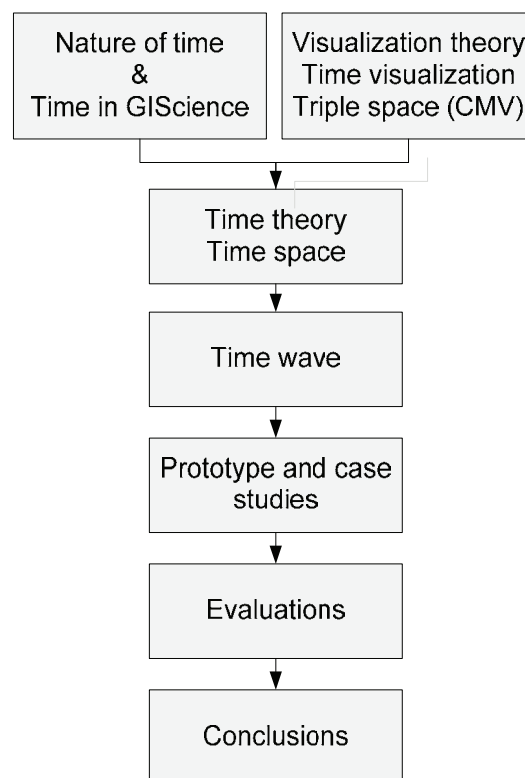 Nature of time
&
Time in GIScience
Visualization theory
Time visualization
Triple space (CMV)
Time theory
Time space
Time wave
Prototype and case
studies
Evaluations
Conclusions